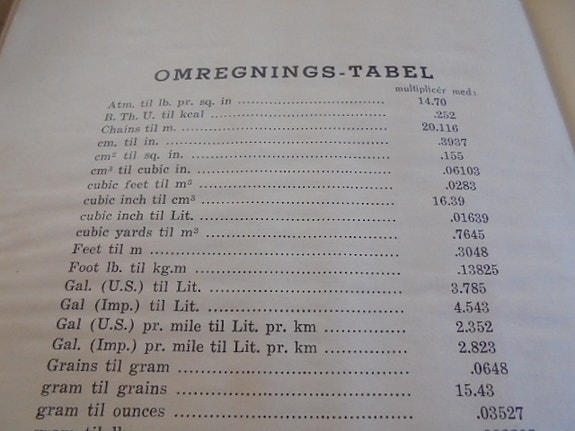 OMREGNINGS-TABEL
multiplicér med:
Atm. til lb. pr. sq. in ........ 14.70
B. Th. U. til kcal ........ .252
Chains til m. ........ 20.116
cm. til in. ........ .3937
cm² til sq. in. ........ .155
cm³ til cubic in. ........ .06103
cubic feet til m³ ........ .0283
cubic inch til cm³ ........ 16.39
cubic inch til Lit. ........ .01639
cubic yards til m³ ........ .7645
Feet til m ........ .3048
Foot lb. til kg.m ........ .13825
Gal. (U.S.) til Lit. ........ 3.785
Gal (Imp.) til Lit. ........ 4.543
Gal (U.S.) pr. mile til Lit. pr. km ........ 2.352
Gal. (Imp.) pr. mile til Lit. pr. km ........ 2.823
Grains til gram ........ .0648
gram til grains ........ 15.43
gram til ounces ........ .03527
gram til